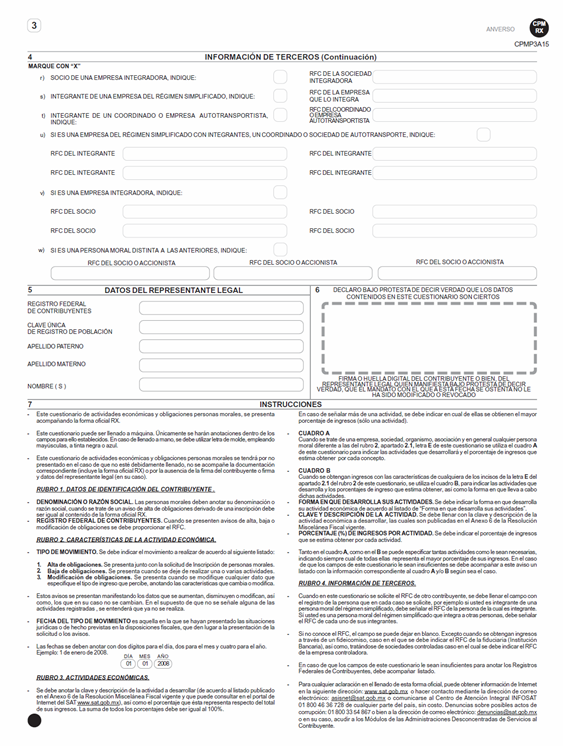 3
ANVERSO
CPM
RX
CPMP3A15
4 INFORMACIÓN DE TERCEROS (Continuación)
MARQUE CON "X"
r) SOCIO DE UNA EMPRESA INTEGRADORA, INDIQUE:
RFC DE LA SOCIEDAD
INTEGRADORA
s) INTEGRANTE DE UNA EMPRESA DEL RÉGIMEN SIMPLIFICADO, INDIQUE:
RFC DE LA EMPRESA
QUE LO INTEGRA
t) INTEGRANTE DE UN COORDINADO O EMPRESA AUTOTRANSPORTISTA,
INDIQUE:
RFC DEL COORDINADO
O EMPRESA
AUTOTRANSPORTISTA
u) SI ES UNA EMPRESA DEL RÉGIMEN SIMPLIFICADO CON INTEGRANTES, UN COORDINADO O SOCIEDAD DE AUTOTRANSPORTE, INDIQUE:
RFC DEL INTEGRANTE RFC DEL INTEGRANTE
RFC DEL INTEGRANTE RFC DEL INTEGRANTE
v) SI ES UNA EMPRESA INTEGRADORA, INDIQUE:
RFC DEL SOCIO RFC DEL SOCIO
RFC DEL SOCIO RFC DEL SOCIO
w) SI ES UNA PERSONA MORAL DISTINTA A LAS ANTERIORES, INDIQUE:
RFC DEL SOCIO O ACCIONISTA RFC DEL SOCIO O ACCIONISTA RFC DEL SOCIO O ACCIONISTA
5 DATOS DEL REPRESENTANTE LEGAL
REGISTRO FEDERAL
DE CONTRIBUYENTES
CLAVE ÚNICA
DE REGISTRO DE POBLACIÓN
APELLIDO PATERNO
APELLIDO MATERNO
NOMBRE ( S )
6 DECLARO BAJO PROTESTA DE DECIR VERDAD QUE LOS DATOS
CONTENIDOS EN ESTE CUESTIONARIO SON CIERTOS
FIRMA O HUELLA DIGITAL DEL CONTRIBUYENTE O BIEN, DEL
REPRESENTANTE LEGAL QUIEN MANIFIESTA BAJO PROTESTA DE DECIR
VERDAD, QUE EL MANDATO CON EL QUE A ESTA FECHA SE OSTENTA NO LE
HA SIDO MODIFICADO O REVOCADO
7 INSTRUCCIONES
- Este cuestionario de actividades económicas y obligaciones personas morales, se presenta
acompañando la forma oficial RX.
- Este cuestionario puede ser llenado a máquina. Únicamente se harán anotaciones dentro de los
campos para ello establecidos. En caso de llenado a mano, se debe utilizar letra de molde, empleando
mayúsculas, a tinta negra o azul.
- Este cuestionario de actividades económicas y obligaciones personas morales se tendrá por no
presentado en el caso de que no esté debidamente llenado, no se acompañe la documentación
correspondiente (incluye la forma oficial RX) o por la ausencia de la firma del contribuyente o firma
y datos del representante legal (en su caso).
RUBRO 1. DATOS DE IDENTIFICACIÓN DEL CONTRIBUYENTE .
- DENOMINACIÓN O RAZÓN SOCIAL. Las personas morales deben anotar su denominación o
razón social, cuando se trate de un aviso de alta de obligaciones derivado de una inscripción debe
ser igual al contenido de la forma oficial RX.
- REGISTRO FEDERAL DE CONTRIBUYENTES. Cuando se presenten avisos de alta, baja o
modificación de obligaciones se debe proporcionar el RFC.
RUBRO 2. CARACTERÍSTICAS DE LA ACTIVIDAD ECONÓMICA.
- TIPO DE MOVIMIENTO. Se debe indicar el movimiento a realizar de acuerdo al siguiente listado:
1. Alta de obligaciones. Se presenta junto con la solicitud de Inscripción de personas morales.
2. Baja de obligaciones. Se presenta cuando se deje de realizar una o varias actividades.
3. Modificación de obligaciones. Se presenta cuando se modifique cualquier dato que
especifique el tipo de ingreso que percibe, anotando las características que cambia o modifica.
- Estos avisos se presentan manifestando los datos que se aumentan, disminuyen o modifican, así
como, los que en su caso no se cambian. En el supuesto de que no se señale alguna de las
actividades registradas , se entenderá que ya no se realiza.
- FECHA DEL TIPO DE MOVIMIENTO es aquella en la que se hayan presentado las situaciones
jurídicas o de hecho previstas en la disposiciones fiscales, que den lugar a la presentación de la
solicitud o los avisos.
- Las fechas se deben anotar con dos dígitos para el día, dos para el mes y cuatro para el año.
Ejemplo: 1 de enero de 2008.
DÍA MES AÑO
01 01 2008
RUBRO 3. ACTIVIDADES ECONÓMICAS.
- Se debe anotar la clave y descripción de la actividad a desarrollar (de acuerdo al listado publicado
en el Anexo 6 de la Resolución Miscelánea Fiscal vigente y que puede consultar en el portal de
Internet del SAT www.sat.gob.mx), así como el porcentaje que ésta representa respecto del total
de sus ingresos. La suma de todos los porcentajes debe ser igual al 100%.
En caso de señalar más de una actividad, se debe indicar en cual de ellas se obtienen el mayor
porcentaje de ingresos (sólo una actividad).
- CUADRO A
Cuando se trate de una empresa, sociedad, organismo, asociación y en general cualquier persona
moral diferente a las del rubro 2, apartado 2.1, letra E de este cuestionario se utiliza el cuadro A
de este cuestionario para indicar las actividades que desarrollará y el porcentaje de ingresos que
estima obtener por cada concepto.
- CUADRO B
Cuando se obtengan ingresos con las características de cualquiera de los incisos de la letra E del
apartado 2.1 del rubro 2 de este cuestionario, se utiliza el cuadro B, para indicar las actividades que
desarrolla y los porcentajes de ingreso que estima obtener, así como la forma en que lleva a cabo
dichas actividades.
- FORMA EN QUE DESARROLLA SUS ACTIVIDADES. Se debe indicar la forma en que desarrolla
su actividad económica de acuerdo al listado "Forma en que desarrolla sus actividades".
- CLAVE Y DESCRIPCIÓN DE LA ACTIVIDAD. Se debe llenar con la clave y descripción de la
actividad económica a desarrollar, las cuales son publicadas en el Anexo 6 de la Resolución
Miscelánea Fiscal vigente.
- PORCENTAJE (%) DE INGRESOS POR ACTIVIDAD. Se debe indicar el porcentaje de ingresos
que se estima obtener por cada actividad.
- Tanto en el cuadro A, como en el B se puede especificar tantas actividades como le sean necesarias,
indicando siempre cual de todas ellas representa el mayor porcentaje de sus ingresos. En el caso
de que los campos de este cuestionario le sean insuficientes se debe acompañar a este aviso un
listado con la información correspondiente al cuadro A y/o B según sea el caso.
RUBRO 4. INFORMACIÓN DE TERCEROS.
- Cuando en este cuestionario se solicite el RFC de otro contribuyente, se debe llenar el campo con
el registro de la persona que en cada caso se solicite, por ejemplo si usted es integrante de una
persona moral del régimen simplificado, debe señalar el RFC de la persona de la cual es integrante.
Si usted es una persona moral del régimen simplificado que integra a otras personas, debe señalar
el RFC de cada uno de sus integrantes.
- Si no conoce el RFC, el campo se puede dejar en blanco. Excepto cuando se obtengan ingresos
a través de un fideicomiso, caso en el que se debe indicar el RFC de la fiduciaria (Institución
Bancaria), así como, tratándose de sociedades controladas caso en el cual se debe indicar el RFC
de la empresa controladora.
- En caso de que los campos de este cuestionario le sean insuficientes para anotar los Registros
Federales de Contribuyentes, debe acompañar listado.
- Para cualquier aclaración en el llenado de esta forma oficial, puede obtener información de Internet
en la siguiente dirección: www.sat.gob.mx o hacer contacto mediante la dirección de correo
electrónico: asisnet@sat.gob.mx o comunicarse al Centro de Atención Integral INFOSAT
01 800 46 36 728 de cualquier parte del país, sin costo. Denuncias sobre posibles actos de
corrupción: 01 800 33 54 867 o bien a la dirección de correo electrónico: denuncias@sat.gob.mx
o en su caso, acudir a los Módulos de las Administraciones Desconcentradas de Servicios al
Contribuyente.